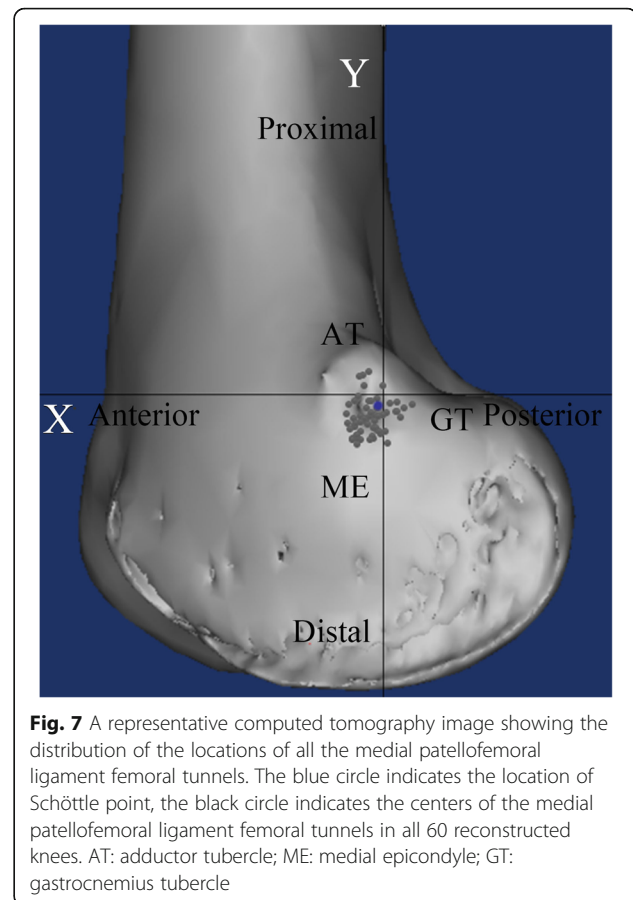 Y
Proximal
AT
X Anterior GT Posterior
ME
Distal
Fig. 7 A representative computed tomography image showing the
distribution of the locations of all the medial patellofemoral
ligament femoral tunnels. The blue circle indicates the location of
Schöttle point, the black circle indicates the centers of the medial
patellofemoral ligament femoral tunnels in all 60 reconstructed
knees. AT: adductor tubercle; ME: medial epicondyle; GT:
gastrocnemius tubercle